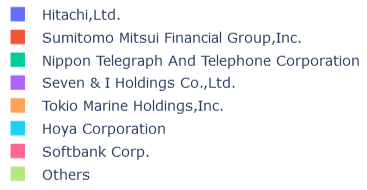 Hitachi,Ltd.
Sumitomo Mitsui Financial Group,Inc.
Nippon Telegraph And Telephone Corporation
Seven & I Holdings Co.,Ltd.
Tokio Marine Holdings,Inc.
Hoya Corporation
Softbank Corp.
Others